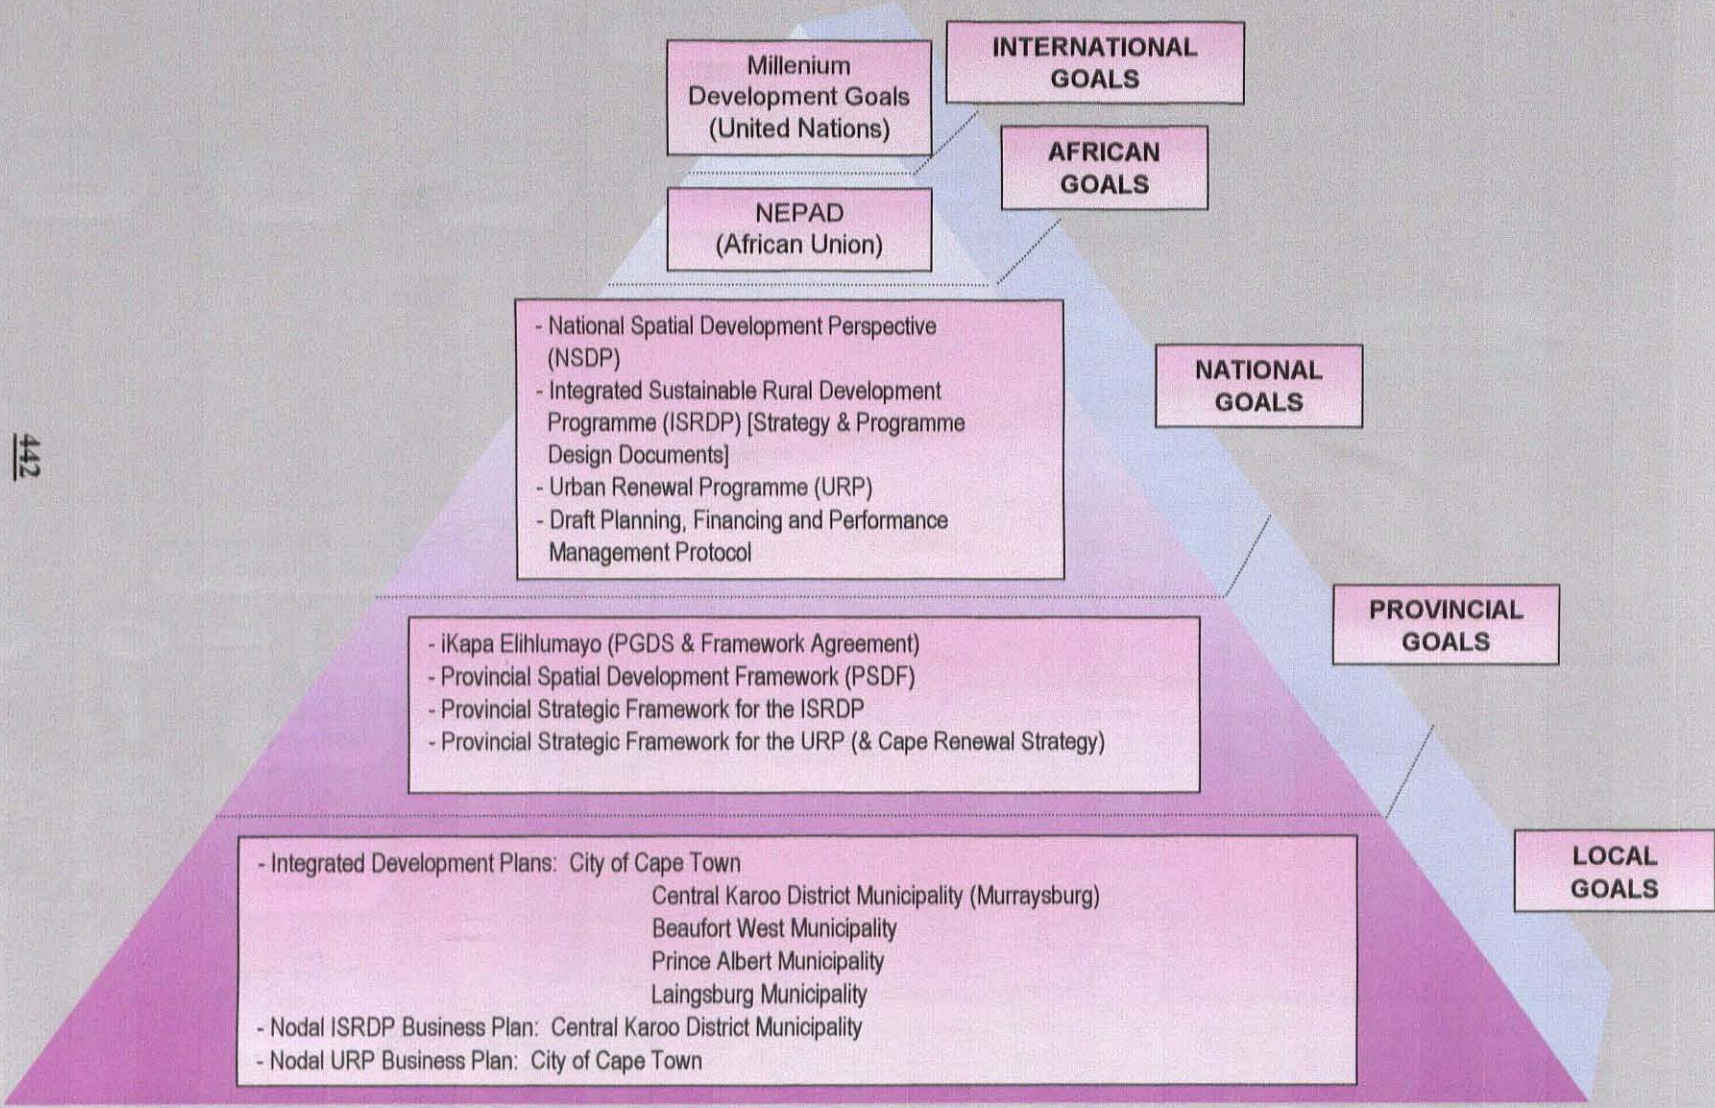 Millenium
Development Goals
(United Nations)
INTERNATIONAL
GOALS
AFRICAN
GOALS
NEPAD
(African Union)
- National Spatial Development Perspective
(NSDP)
- Integrated Sustainable Rural Development
Programme (ISRDP) [Strategy & Programme
Design Documents]
- Urban Renewal Programme (URP)
- Draft Planning, Financing and Performance
Management Protocol
NATIONAL
GOALS
- iKapa Elihlumayo (PGDS & Framework Agreement)
- Provincial Spatial Development Framework (PSDF)
- Provincial Strategic Framework for the ISRDP
- Provincial Strategic Framework for the URP (& Cape Renewal Strategy)
PROVINCIAL
GOALS
- Integrated Development Plans: City of Cape Town
Central Karoo District Municipality (Murraysburg)
Beaufort West Municipality
Prince Albert Municipality
Laingsburg Municipality
- Nodal ISRDP Business Plan: Central Karoo District Municipality
- Nodal URP Business Plan: City of Cape Town
LOCAL
GOALS
442